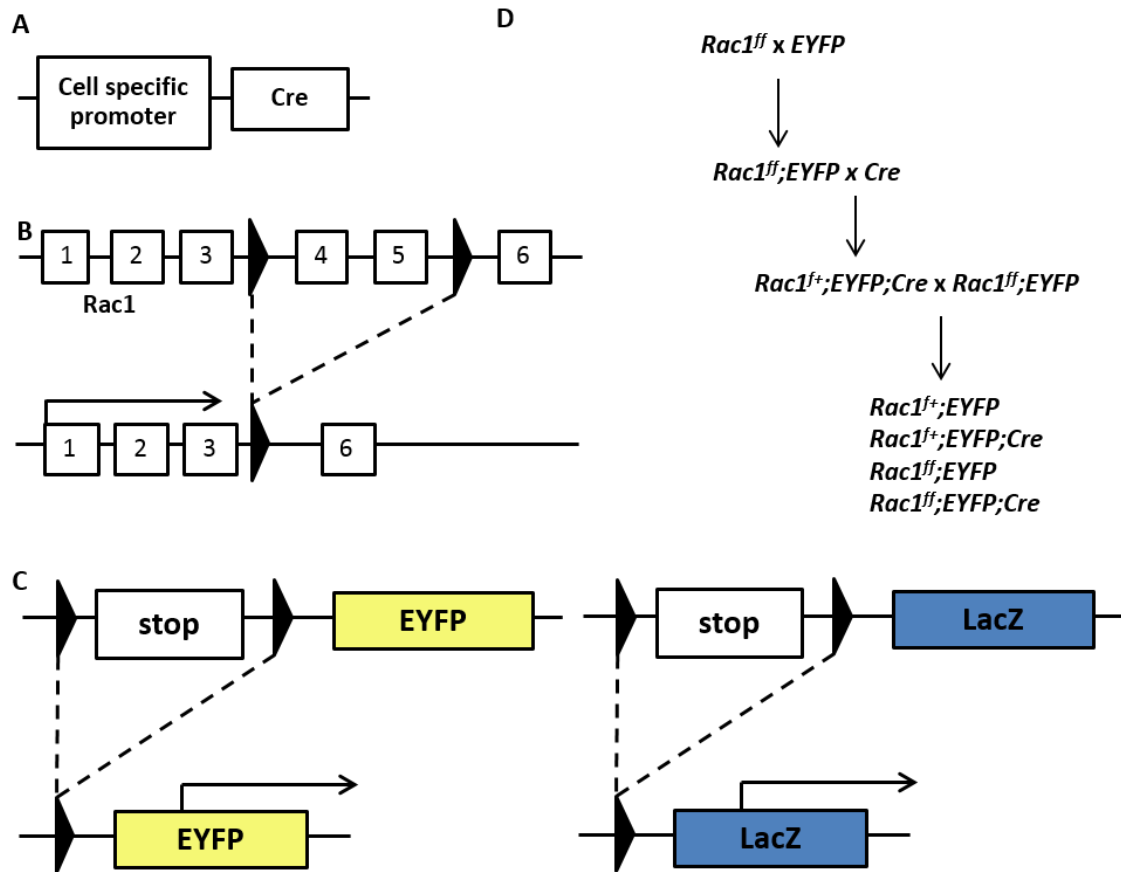 A
Cell specific
promoter
Cre
B
1 2 3 4 5 6
Rac1
1 2 3 6
C
stop EYFP
EYFP
stop LacZ
LacZ
D
Rac1ff x EYFP
Rac1ff;EYFP x Cre
Rac1f+;EYFP;Cre x Rac1ff;EYFP
Rac1f+;EYFP
Rac1f+;EYFP;Cre
Rac1ff;EYFP
Rac1ff;EYFP;Cre